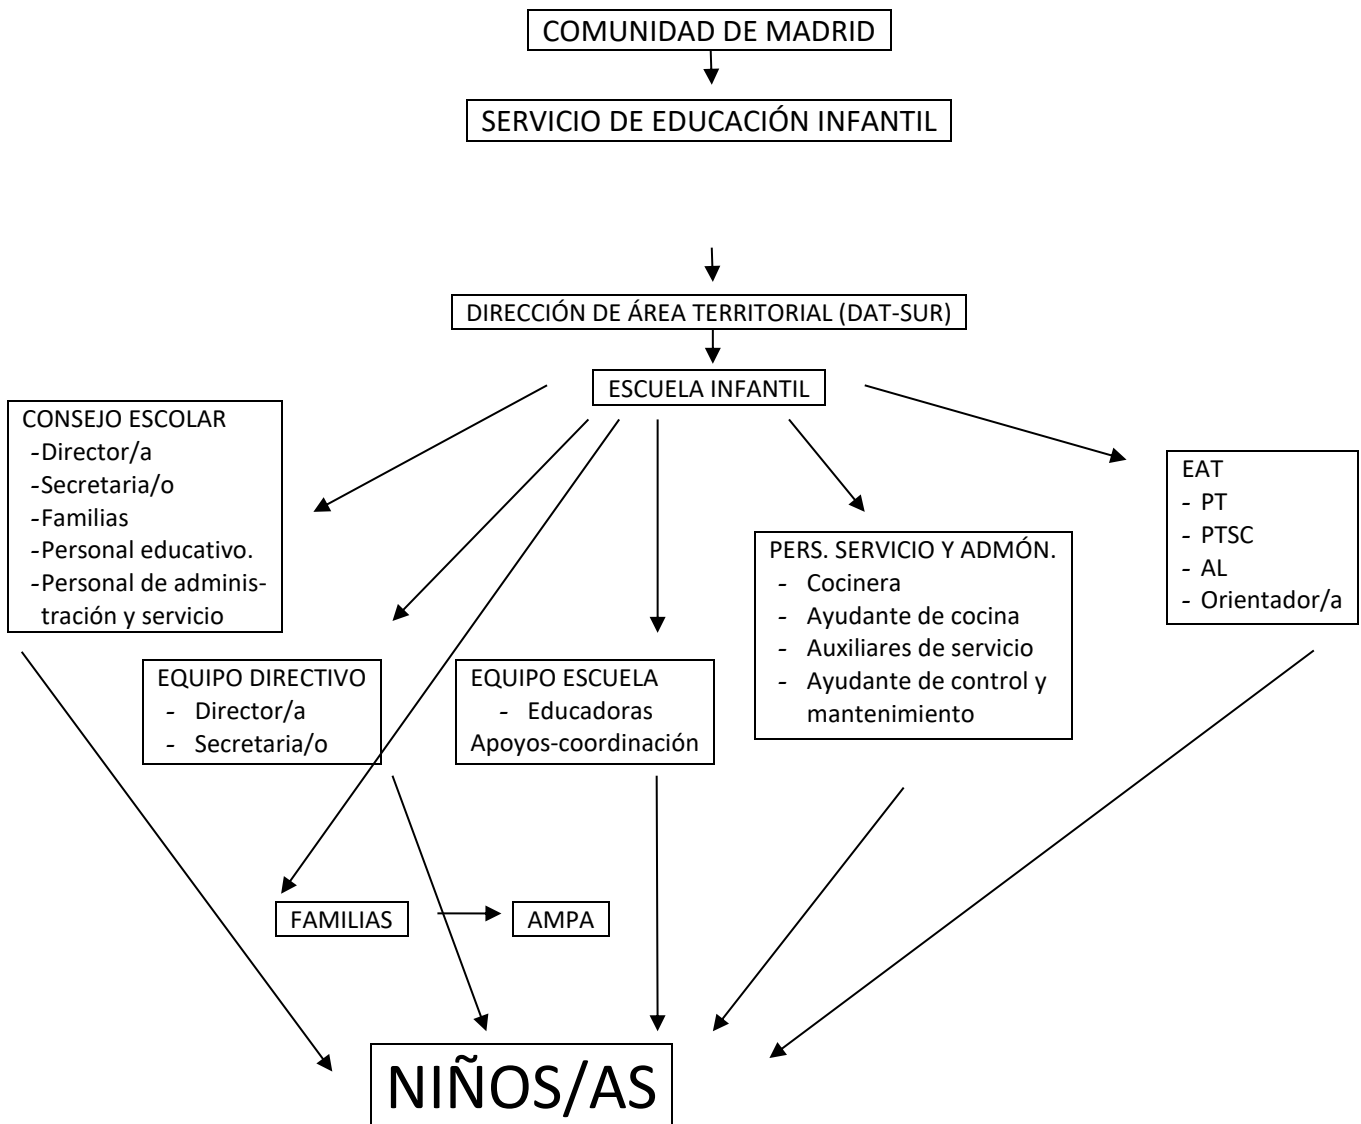 COMUNIDAD DE MADRID
SERVICIO DE EDUCACIÓN INFANTIL
DIRECCIÓN DE ÁREA TERRITORIAL (DAT-SUR)
ESCUELA INFANTIL
CONSEJO ESCOLAR
-Director/a
-Secretaria/o
-Familias
-Personal educativo.
-Personal de adminis-
tración y servicio
EAT
- PT
- PTSC
- AL
- Orientador/a
PERS. SERVICIO Y ADMÓN.
- Cocinera
- Ayudante de cocina
- Auxiliares de servicio
- Ayudante de control y
mantenimiento
EQUIPO DIRECTIVO
- Director/a
- Secretaria/o
EQUIPO ESCUELA
- Educadoras
Apoyos-coordinación
FAMILIAS
AMPA
NIÑOS/AS